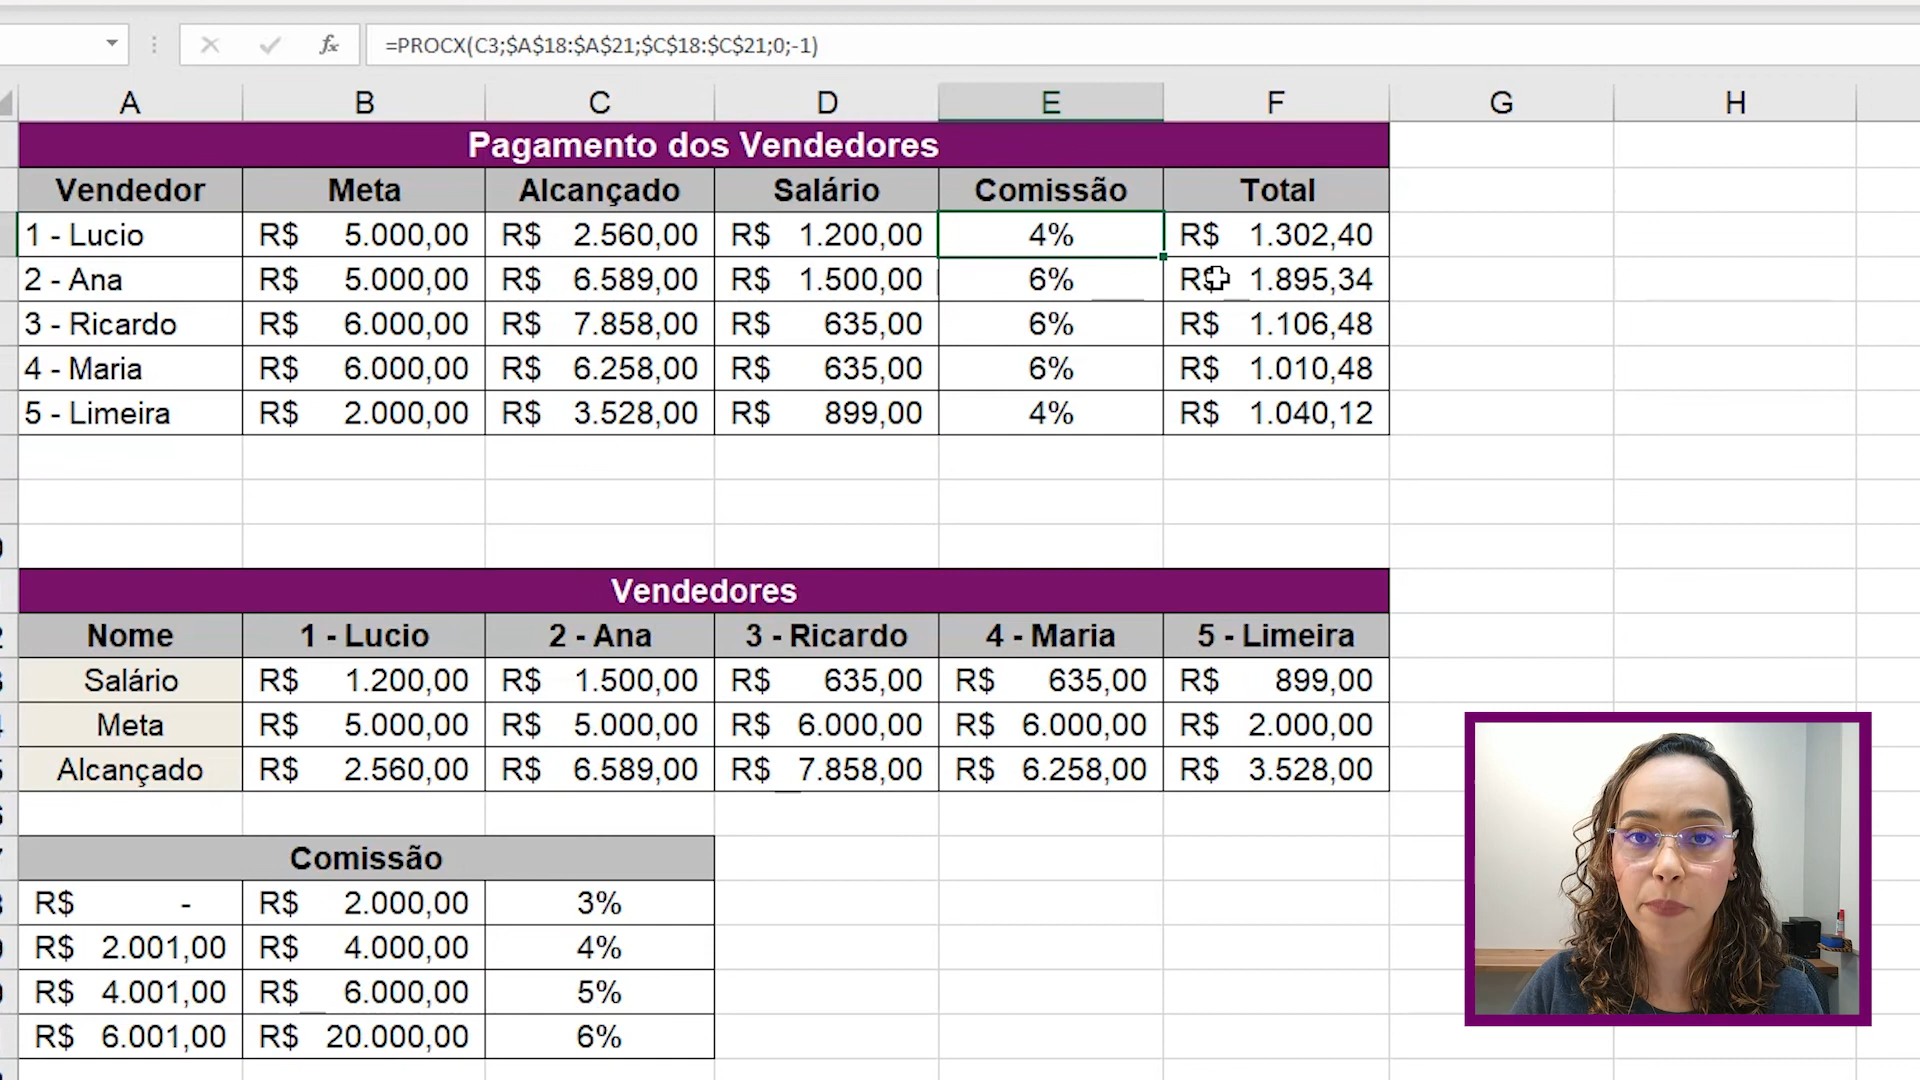 fx =PROCX(C3;$A$18:$A$21;$C$18:$C$21;0;-1)
A B C D E F G H
Pagamento dos Vendedores
Vendedor Meta Alcançado Salário Comissão Total
1 - Lucio R$ 5.000,00 R$ 2.560,00 R$ 1.200,00 4% R$ 1.302,40
2 - Ana R$ 5.000,00 R$ 6.589,00 R$ 1.500,00 6% R$ 1.895,34
3 - Ricardo R$ 6.000,00 R$ 7.858,00 R$ 635,00 6% R$ 1.106,48
4 - Maria R$ 6.000,00 R$ 6.258,00 R$ 635,00 6% R$ 1.010,48
5 - Limeira R$ 2.000,00 R$ 3.528,00 R$ 899,00 4% R$ 1.040,12
Vendedores
Nome 1 - Lucio 2 - Ana 3 - Ricardo 4 - Maria 5 - Limeira
Salário R$ 1.200,00 R$ 1.500,00 R$ 635,00 R$ 635,00 R$ 899,00
Meta R$ 5.000,00 R$ 5.000,00 R$ 6.000,00 R$ 6.000,00 R$ 2.000,00
Alcançado R$ 2.560,00 R$ 6.589,00 R$ 7.858,00 R$ 6.258,00 R$ 3.528,00
Comissão
R$ - R$ 2.000,00 3%
R$ 2.001,00 R$ 4.000,00 4%
R$ 4.001,00 R$ 6.000,00 5%
R$ 6.001,00 R$ 20.000,00 6%